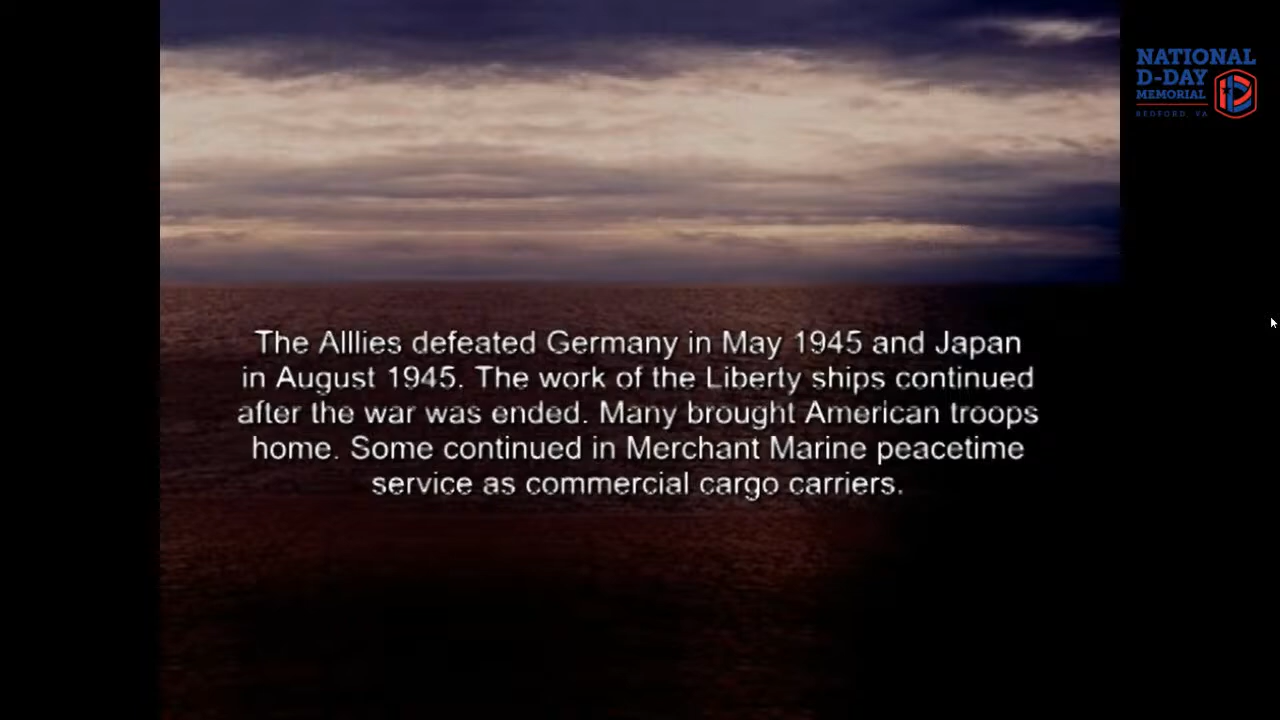 NATIONAL
D-DAY
MEMORIAL
BEDFORD, VA
The Alllies defeated Germany in May 1945 and Japan
in August 1945. The work of the Liberty ships continued
after the war was ended. Many brought American troops
home. Some continued in Merchant Marine peacetime
service as commercial cargo carriers.